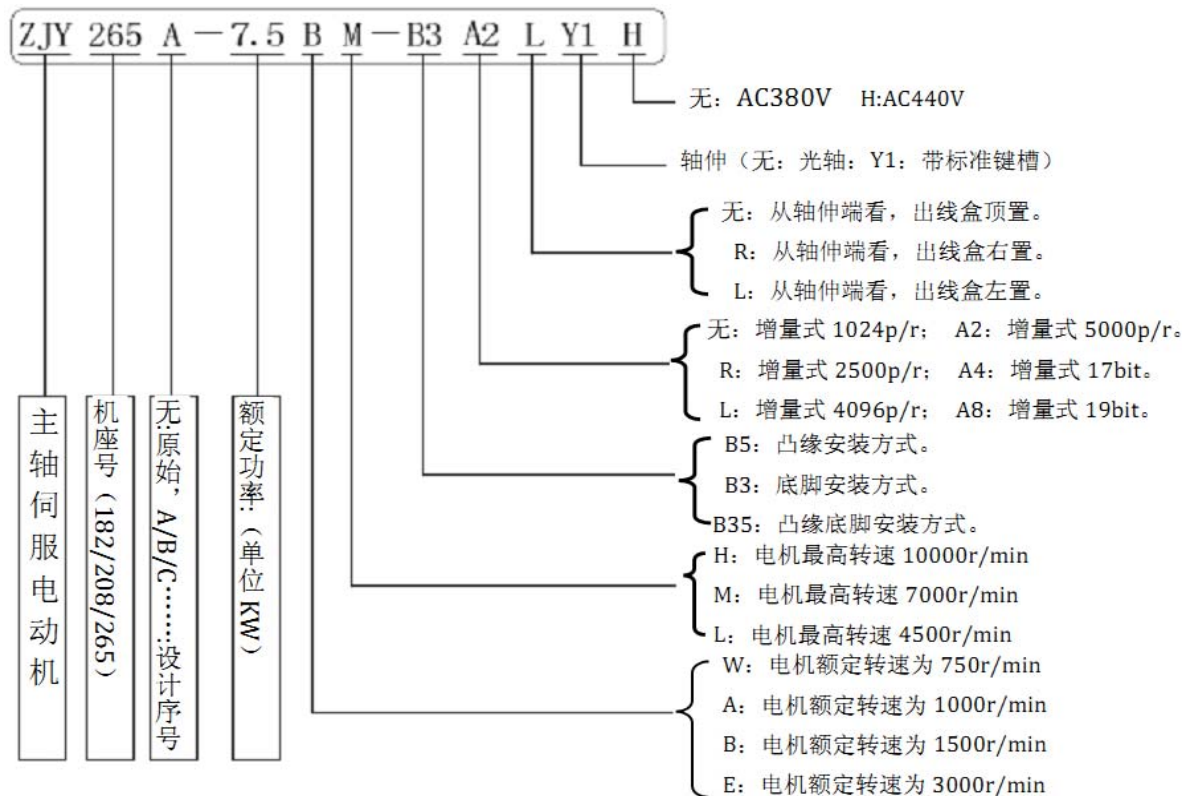 ZJY 265 A — 7.5 B M — B3 A2 L Y1 H
无：AC380V H:AC440V
轴伸（无：光轴：Y1：带标准键槽）
无：从轴伸端看，出线盒顶置。
R：从轴伸端看，出线盒右置。
L：从轴伸端看，出线盒左置。
无：增量式 1024p/r； A2：增量式 5000p/r。
R：增量式 2500p/r； A4：增量式 17bit。
L：增量式 4096p/r； A8：增量式 19bit。
B5：凸缘安装方式。
B3：底脚安装方式。
B35：凸缘底脚安装方式。
H：电机最高转速 10000r/min
M：电机最高转速 7000r/min
L：电机最高转速 4500r/min
W：电机额定转速为 750r/min
A：电机额定转速为 1000r/min
B：电机额定转速为 1500r/min
E：电机额定转速为 3000r/min
主轴伺服电动机
机座号（182/208/265）
无:原始，A/B/C……:设计序号
额定功率:（单位 KW）